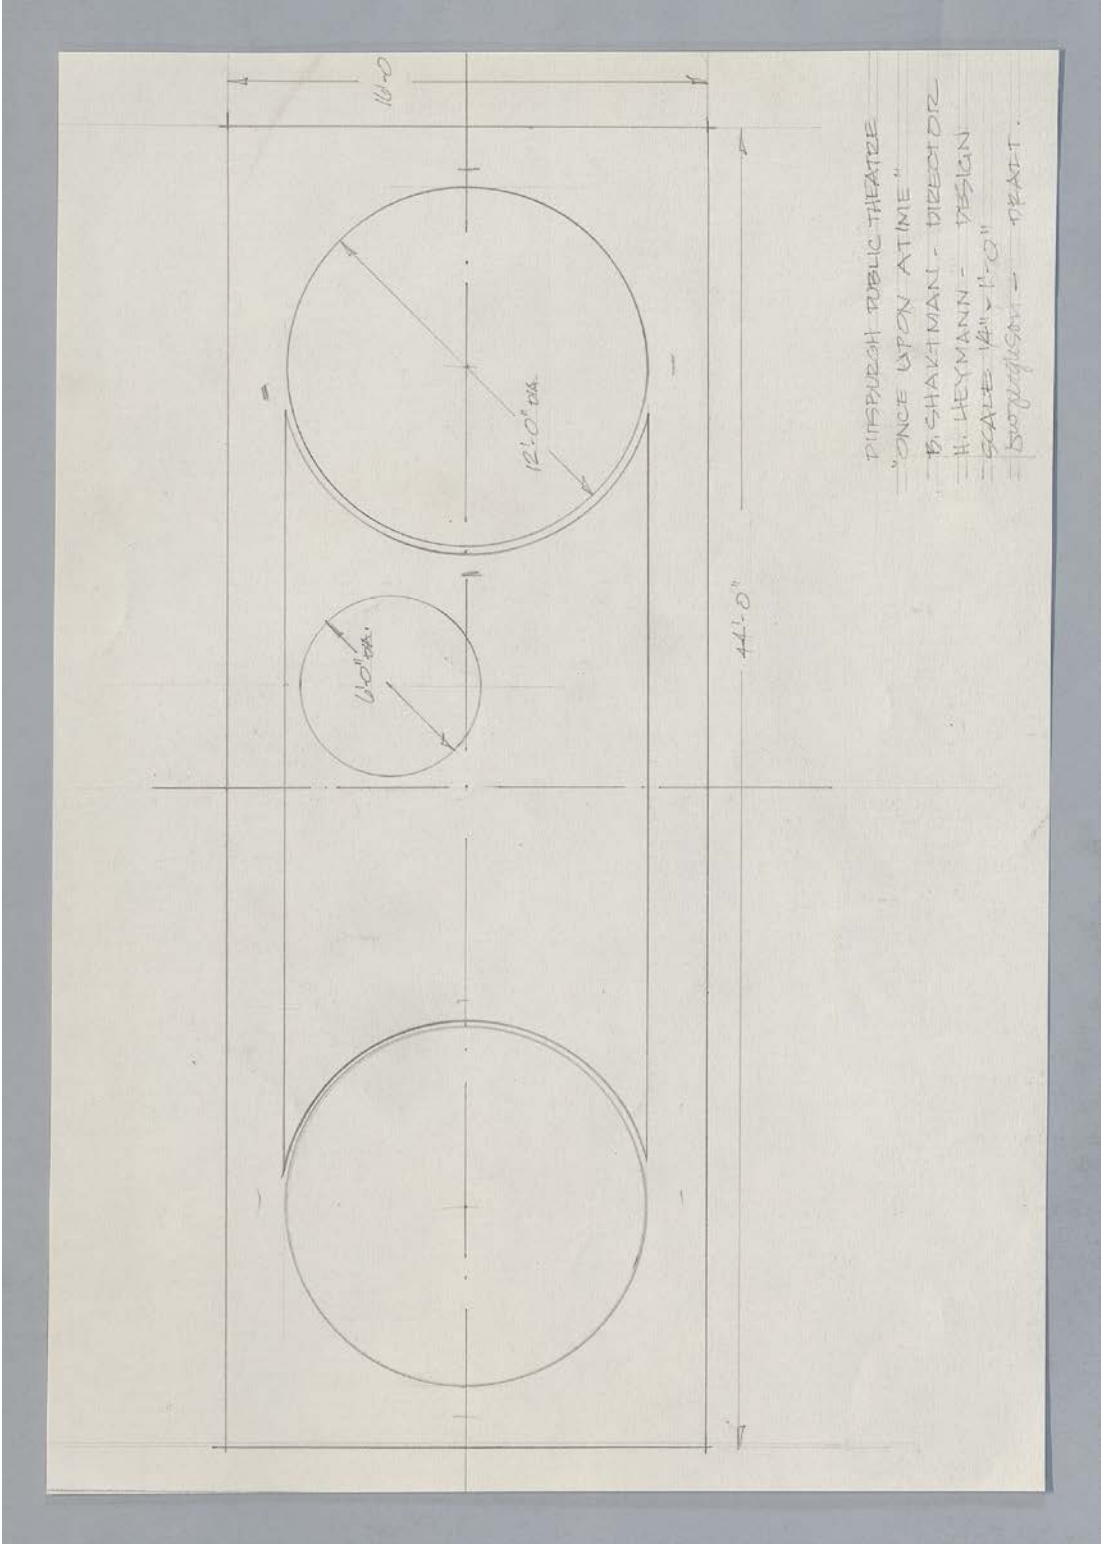 16'-0
12'-0" DIA.
6'-0" DIA.
44'-0"
PITTSBURGH PUBLIC THEATRE
"ONCE UPON A TIME"
B. SHAKTMAN - DIRECTOR
H. HEYMANN - DESIGN
SCALE 1/4" = 1'-0"
- DRAFT.